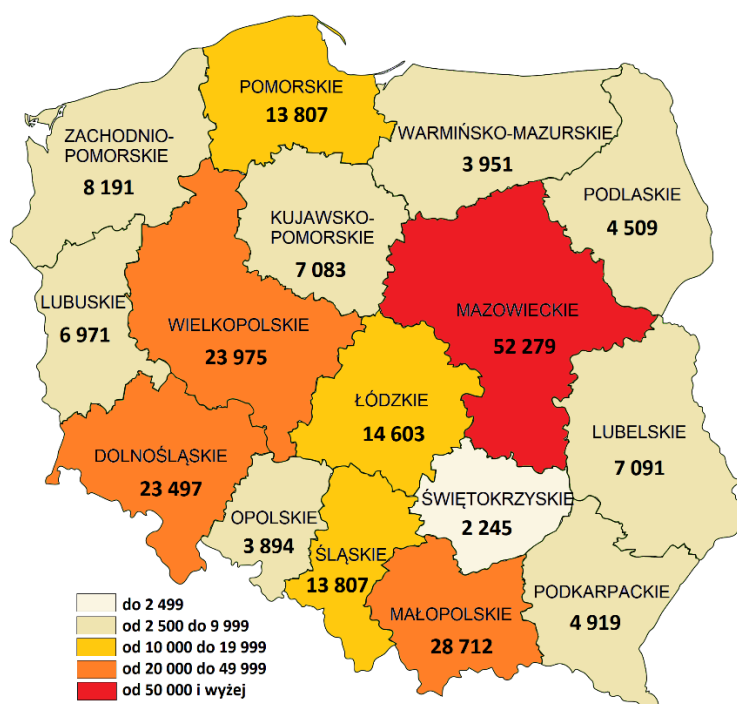 POMORSKIE
13 807
ZACHODNIO-
POMORSKIE
8 191
WARMIŃSKO-MAZURSKIE
3 951
PODLASKIE
4 509
KUJAWSKO-
POMORSKIE
7 083
LUBUSKIE
6 971
WIELKOPOLSKIE
23 975
MAZOWIECKIE
52 279
ŁÓDZKIE
14 603
LUBELSKIE
7 091
DOLNOŚLĄSKIE
23 497
OPOLSKIE
3 894
ŚLĄSKIE
13 807
ŚWIĘTOKRZYSKIE
2 245
MAŁOPOLSKIE
28 712
PODKARPACKIE
4 919
do 2 499
od 2 500 do 9 999
od 10 000 do 19 999
od 20 000 do 49 999
od 50 000 i wyżej